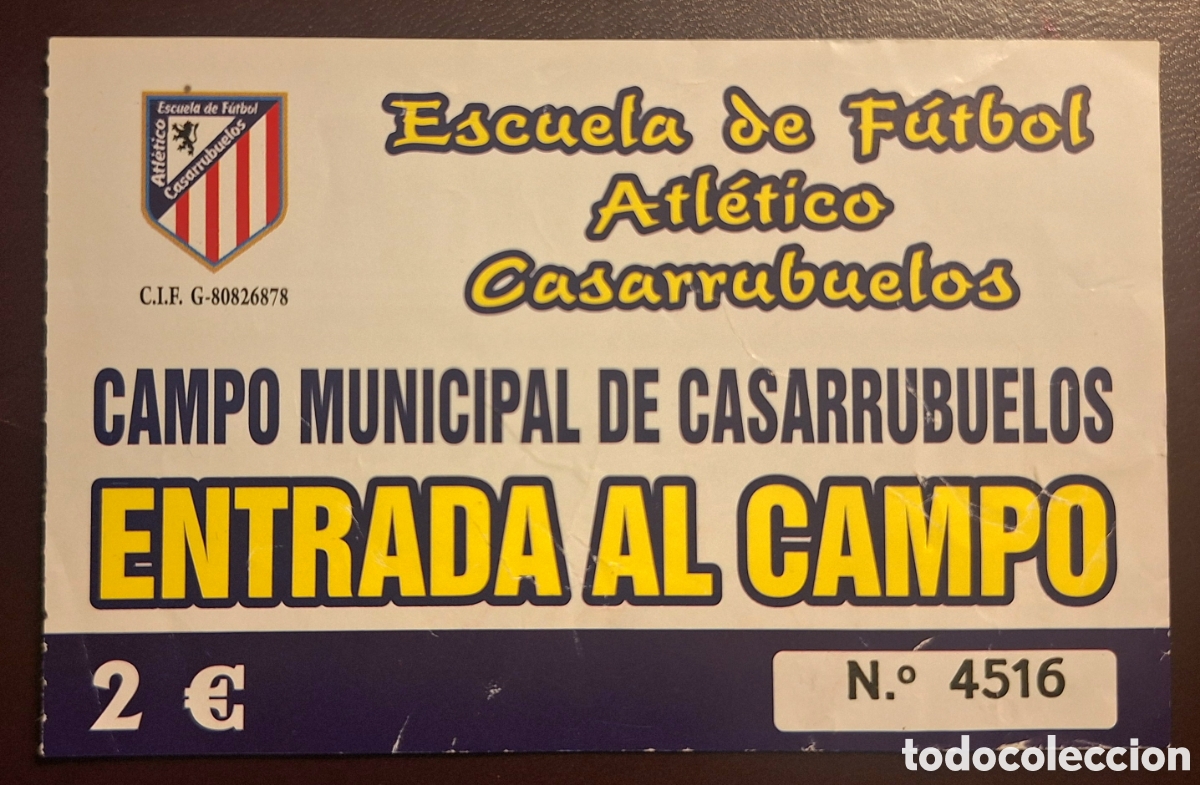 Escuela de Fútbol
Atlético
Casarrubuelos
C.I.F. G-80826878
Escuela de Fútbol
Atlético
Casarrubuelos
CAMPO MUNICIPAL DE CASARRUBUELOS
ENTRADA AL CAMPO
2 €
N.º 4516
todocoleccion